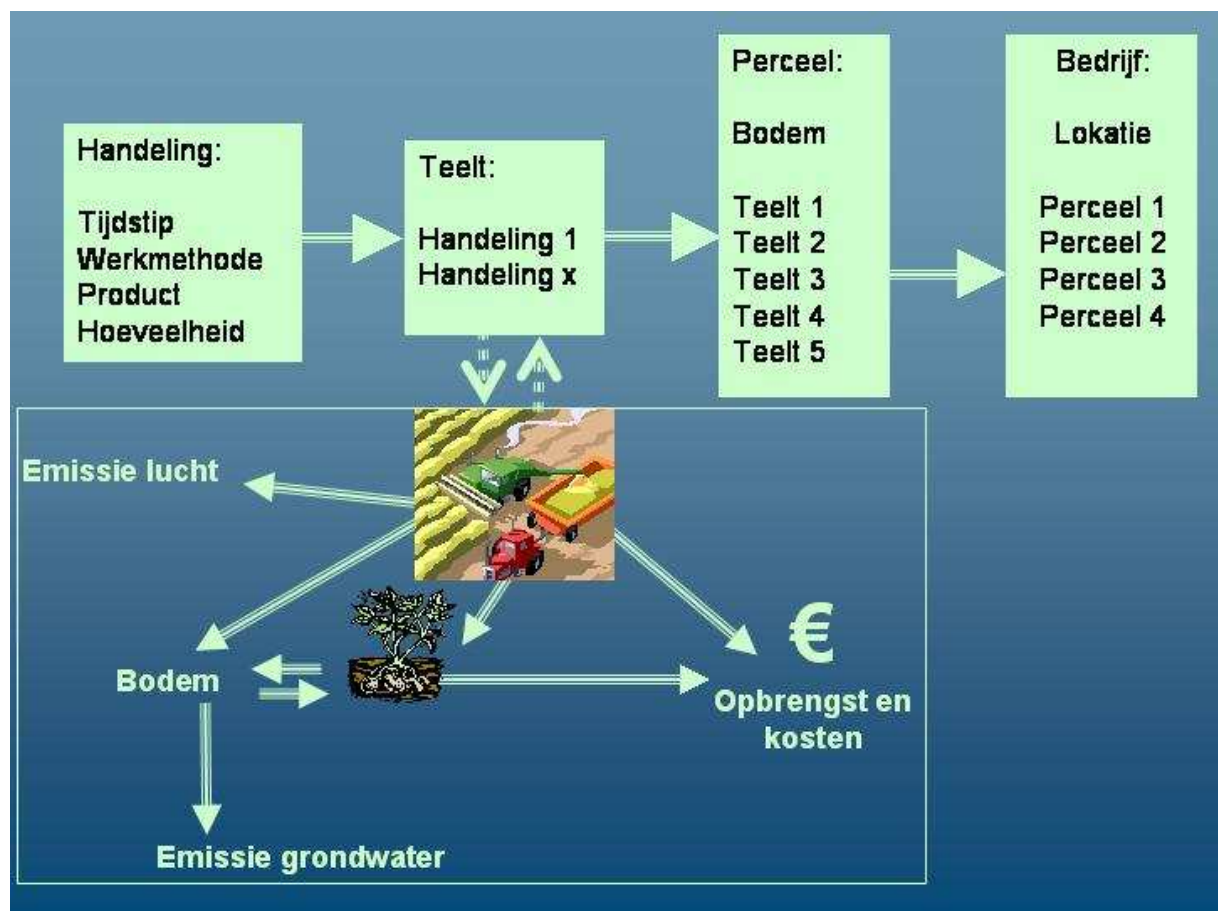 Handeling:
Tijdstip
Werkmethode
Product
Hoeveelheid
Teelt:
Handeling 1
Handeling x
Perceel:
Bodem
Teelt 1
Teelt 2
Teelt 3
Teelt 4
Teelt 5
Bedrijf:
Lokatie
Perceel 1
Perceel 2
Perceel 3
Perceel 4
Emissie lucht
Bodem
€
Opbrengst en
kosten
Emissie grondwater